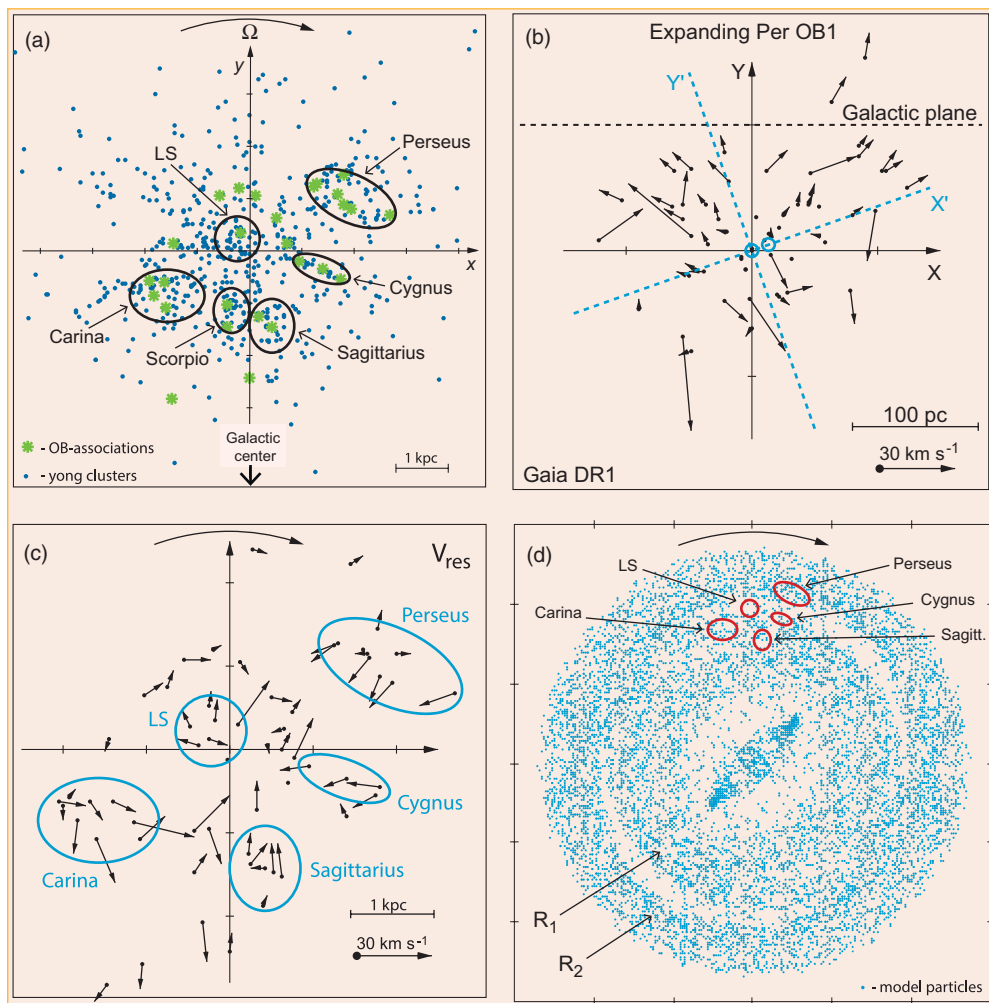 (a)
Ω
y
LS
Perseus
x
Cygnus
Carina
Scorpio
Sagittarius
- OB-associations
- yong clusters
Galactic
center
1 kpc
(b)
Expanding Per OB1
Y
Y'
Galactic plane
X'
X
100 pc
30 km s⁻¹
Gaia DR1
(c)
V_res
Perseus
LS
Cygnus
Carina
Sagittarius
1 kpc
30 km s⁻¹
(d)
LS
Perseus
Carina
Cygnus
Sagitt.
R₁
R₂
- model particles